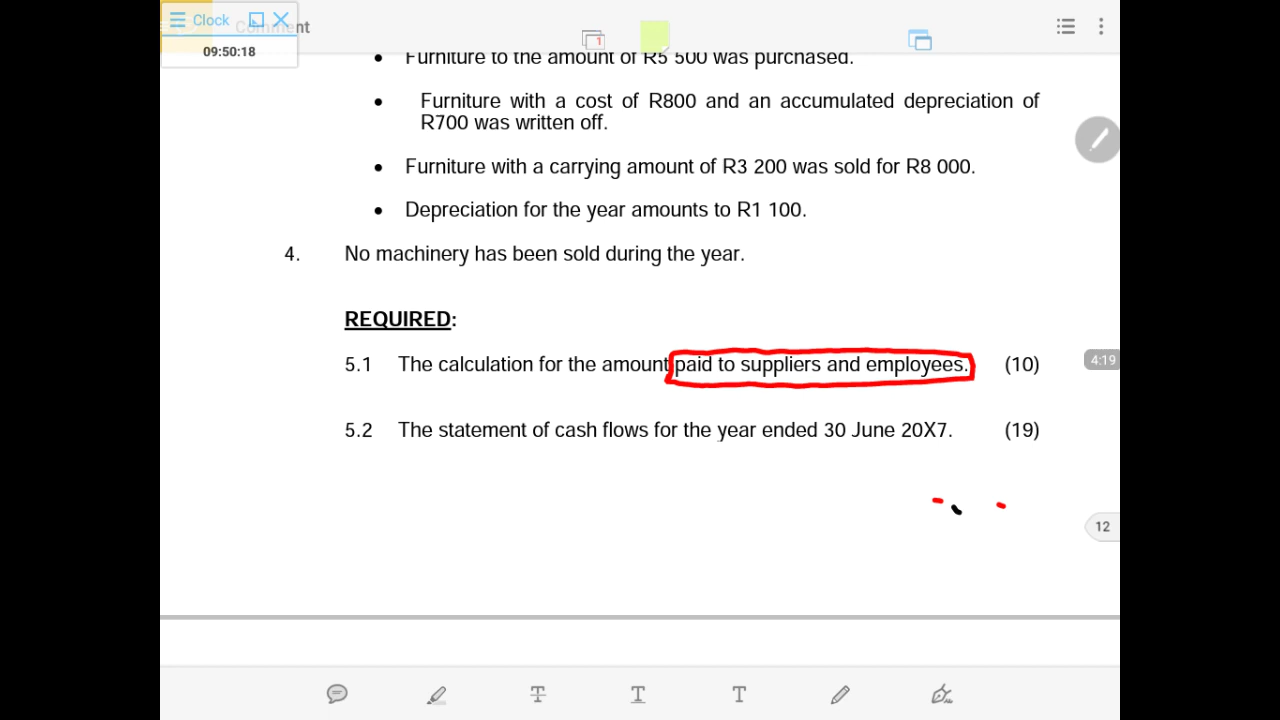 Clock
Comment
09:50:18
1
• Furniture to the amount of R5 500 was purchased.
• Furniture with a cost of R800 and an accumulated depreciation of
R700 was written off.
• Furniture with a carrying amount of R3 200 was sold for R8 000.
• Depreciation for the year amounts to R1 100.
4. No machinery has been sold during the year.
REQUIRED:
5.1 The calculation for the amount paid to suppliers and employees. (10)
4:19
5.2 The statement of cash flows for the year ended 30 June 20X7. (19)
12
T T T